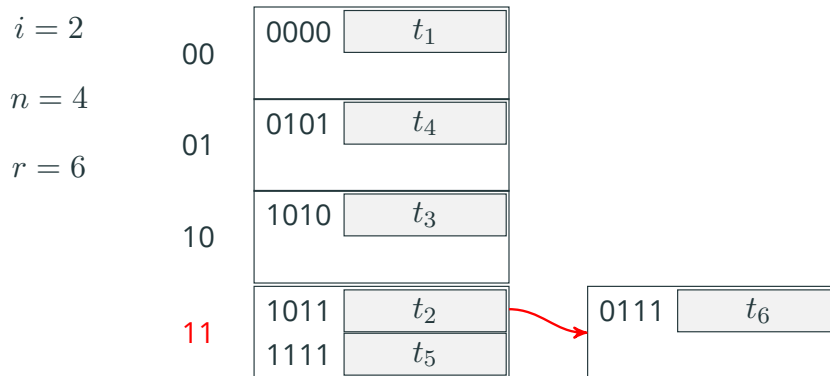 i = 2
n = 4
r = 6
00
0000 t₁
01
0101 t₄
10
1010 t₃
11
1011 t₂
1111 t₅
0111 t₆